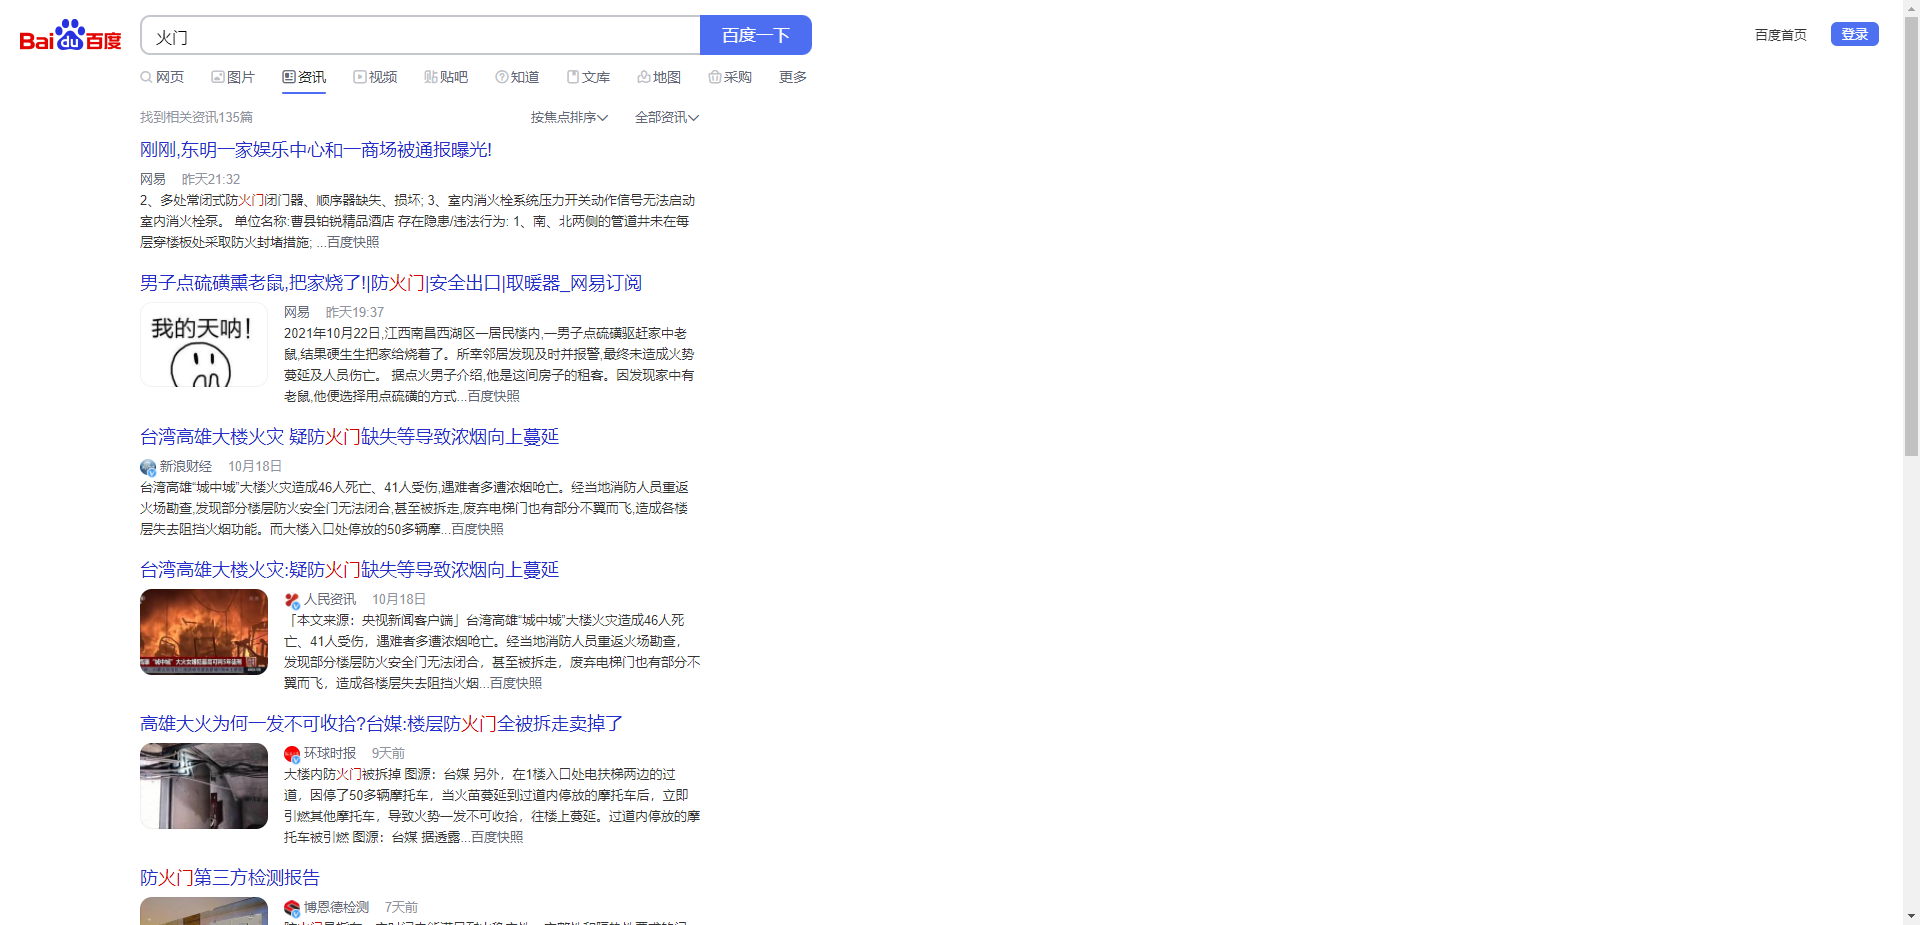 Bai du 百度
火门
百度一下
百度首页 登录
网页 图片 资讯 视频 贴吧 知道 文库 地图 采购 更多
找到相关资讯135篇 按焦点排序 全部资讯
刚刚,东明一家娱乐中心和一商场被通报曝光!
网易 昨天21:32
2、多处常闭式防火门闭门器、顺序器缺失、损坏; 3、室内消火栓系统压力开关动作信号无法启动
室内消火栓泵。 单位名称:曹县铂锐精品酒店 存在隐患/违法行为: 1、南、北两侧的管道井未在每
层穿楼板处采取防火封堵措施; ...百度快照
男子点硫磺熏老鼠,把家烧了!|防火门|安全出口|取暖器_网易订阅
我的天呐!
网易 昨天19:37
2021年10月22日,江西南昌西湖区一居民楼内,一男子点硫磺驱赶家中老
鼠,结果硬生生把家给烧着了。所幸邻居发现及时并报警,最终未造成火势
蔓延及人员伤亡。 据点火男子介绍,他是这间房子的租客。因发现家中有
老鼠,他便选择用点硫磺的方式...百度快照
台湾高雄大楼火灾 疑防火门缺失等导致浓烟向上蔓延
新浪财经 10月18日
台湾高雄“城中城”大楼火灾造成46人死亡、41人受伤,遇难者多遭浓烟呛亡。经当地消防人员重返
火场勘查,发现部分楼层防火安全门无法闭合,甚至被拆走,废弃电梯门也有部分不翼而飞,造成各楼
层失去阻挡火烟功能。而大楼入口处停放的50多辆摩...百度快照
台湾高雄大楼火灾:疑防火门缺失等导致浓烟向上蔓延
人民资讯 10月18日
「本文来源：央视新闻客户端」台湾高雄“城中城”大楼火灾造成46人死
亡、41人受伤，遇难者多遭浓烟呛亡。经当地消防人员重返火场勘查，
发现部分楼层防火安全门无法闭合，甚至被拆走，废弃电梯门也有部分不
翼而飞，造成各楼层失去阻挡火烟...百度快照
高雄大火为何一发不可收拾?台媒:楼层防火门全被拆走卖掉了
环球时报 9天前
大楼内防火门被拆掉 图源：台媒 另外，在1楼入口处电扶梯两边的过
道，因停了50多辆摩托车，当火苗蔓延到过道内停放的摩托车后，立即
引燃其他摩托车，导致火势一发不可收拾，往楼上蔓延。过道内停放的摩
托车被引燃 图源：台媒 据透露...百度快照
防火门第三方检测报告
博恩德检测 7天前